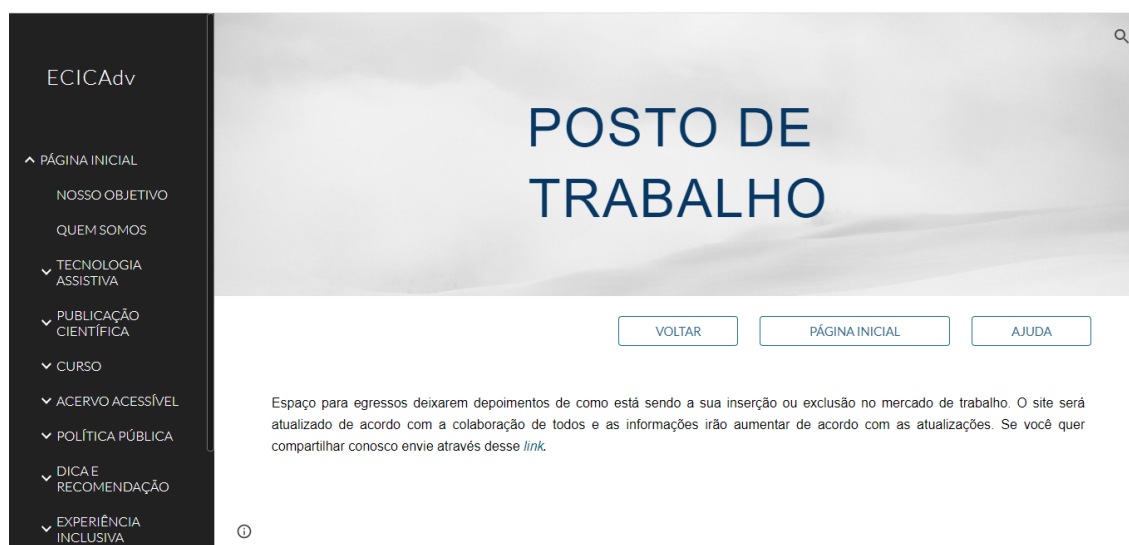 ECICAdv
PÁGINA INICIAL
NOSSO OBJETIVO
QUEM SOMOS
TECNOLOGIA
ASSISTIVA
PUBLICAÇÃO
CIENTÍFICA
CURSO
ACERVO ACESSÍVEL
POLÍTICA PÚBLICA
DICA E
RECOMENDAÇÃO
EXPERIÊNCIA
INCLUSIVA
POSTO DE
TRABALHO
VOLTAR
PÁGINA INICIAL
AJUDA
Espaço para egressos deixarem depoimentos de como está sendo a sua inserção ou exclusão no mercado de trabalho. O site será
atualizado de acordo com a colaboração de todos e as informações irão aumentar de acordo com as atualizações. Se você quer
compartilhar conosco envie através desse link.